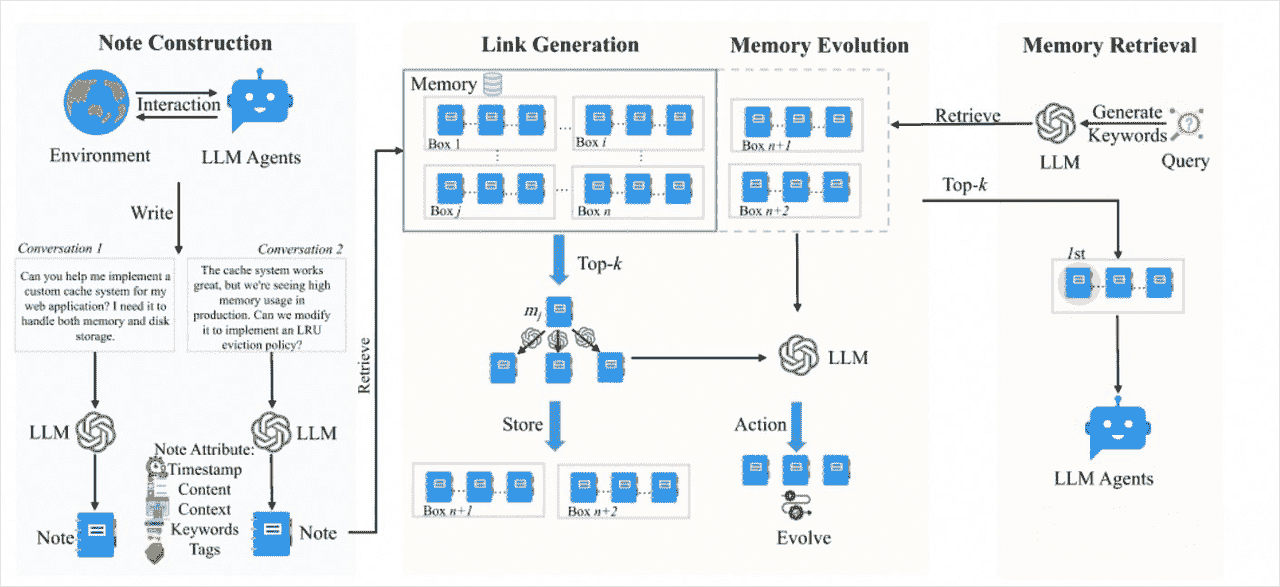 Note Construction
Interaction
Environment
LLM Agents
Write
Conversation 1
Can you help me implement a
custom cache system for my
web application? I need it to
handle both memory and disk
storage.
Conversation 2
The cache system works
great, but we're seeing high
memory usage in
production. Can we modify
it to implement an LRU
eviction policy?
LLM
LLM
Note Attribute:
Timestamp
Content
Context
Keywords
Tags
Note
Note
Retrieve
Link Generation
Memory
Box 1
Box i
Box j
Box n
Top-k
mj
Store
Box n+1
Box n+2
Memory Evolution
Box n+1
Box n+2
LLM
Action
Evolve
Memory Retrieval
Retrieve
LLM
Generate
Keywords
Query
Top-k
1st
LLM Agents